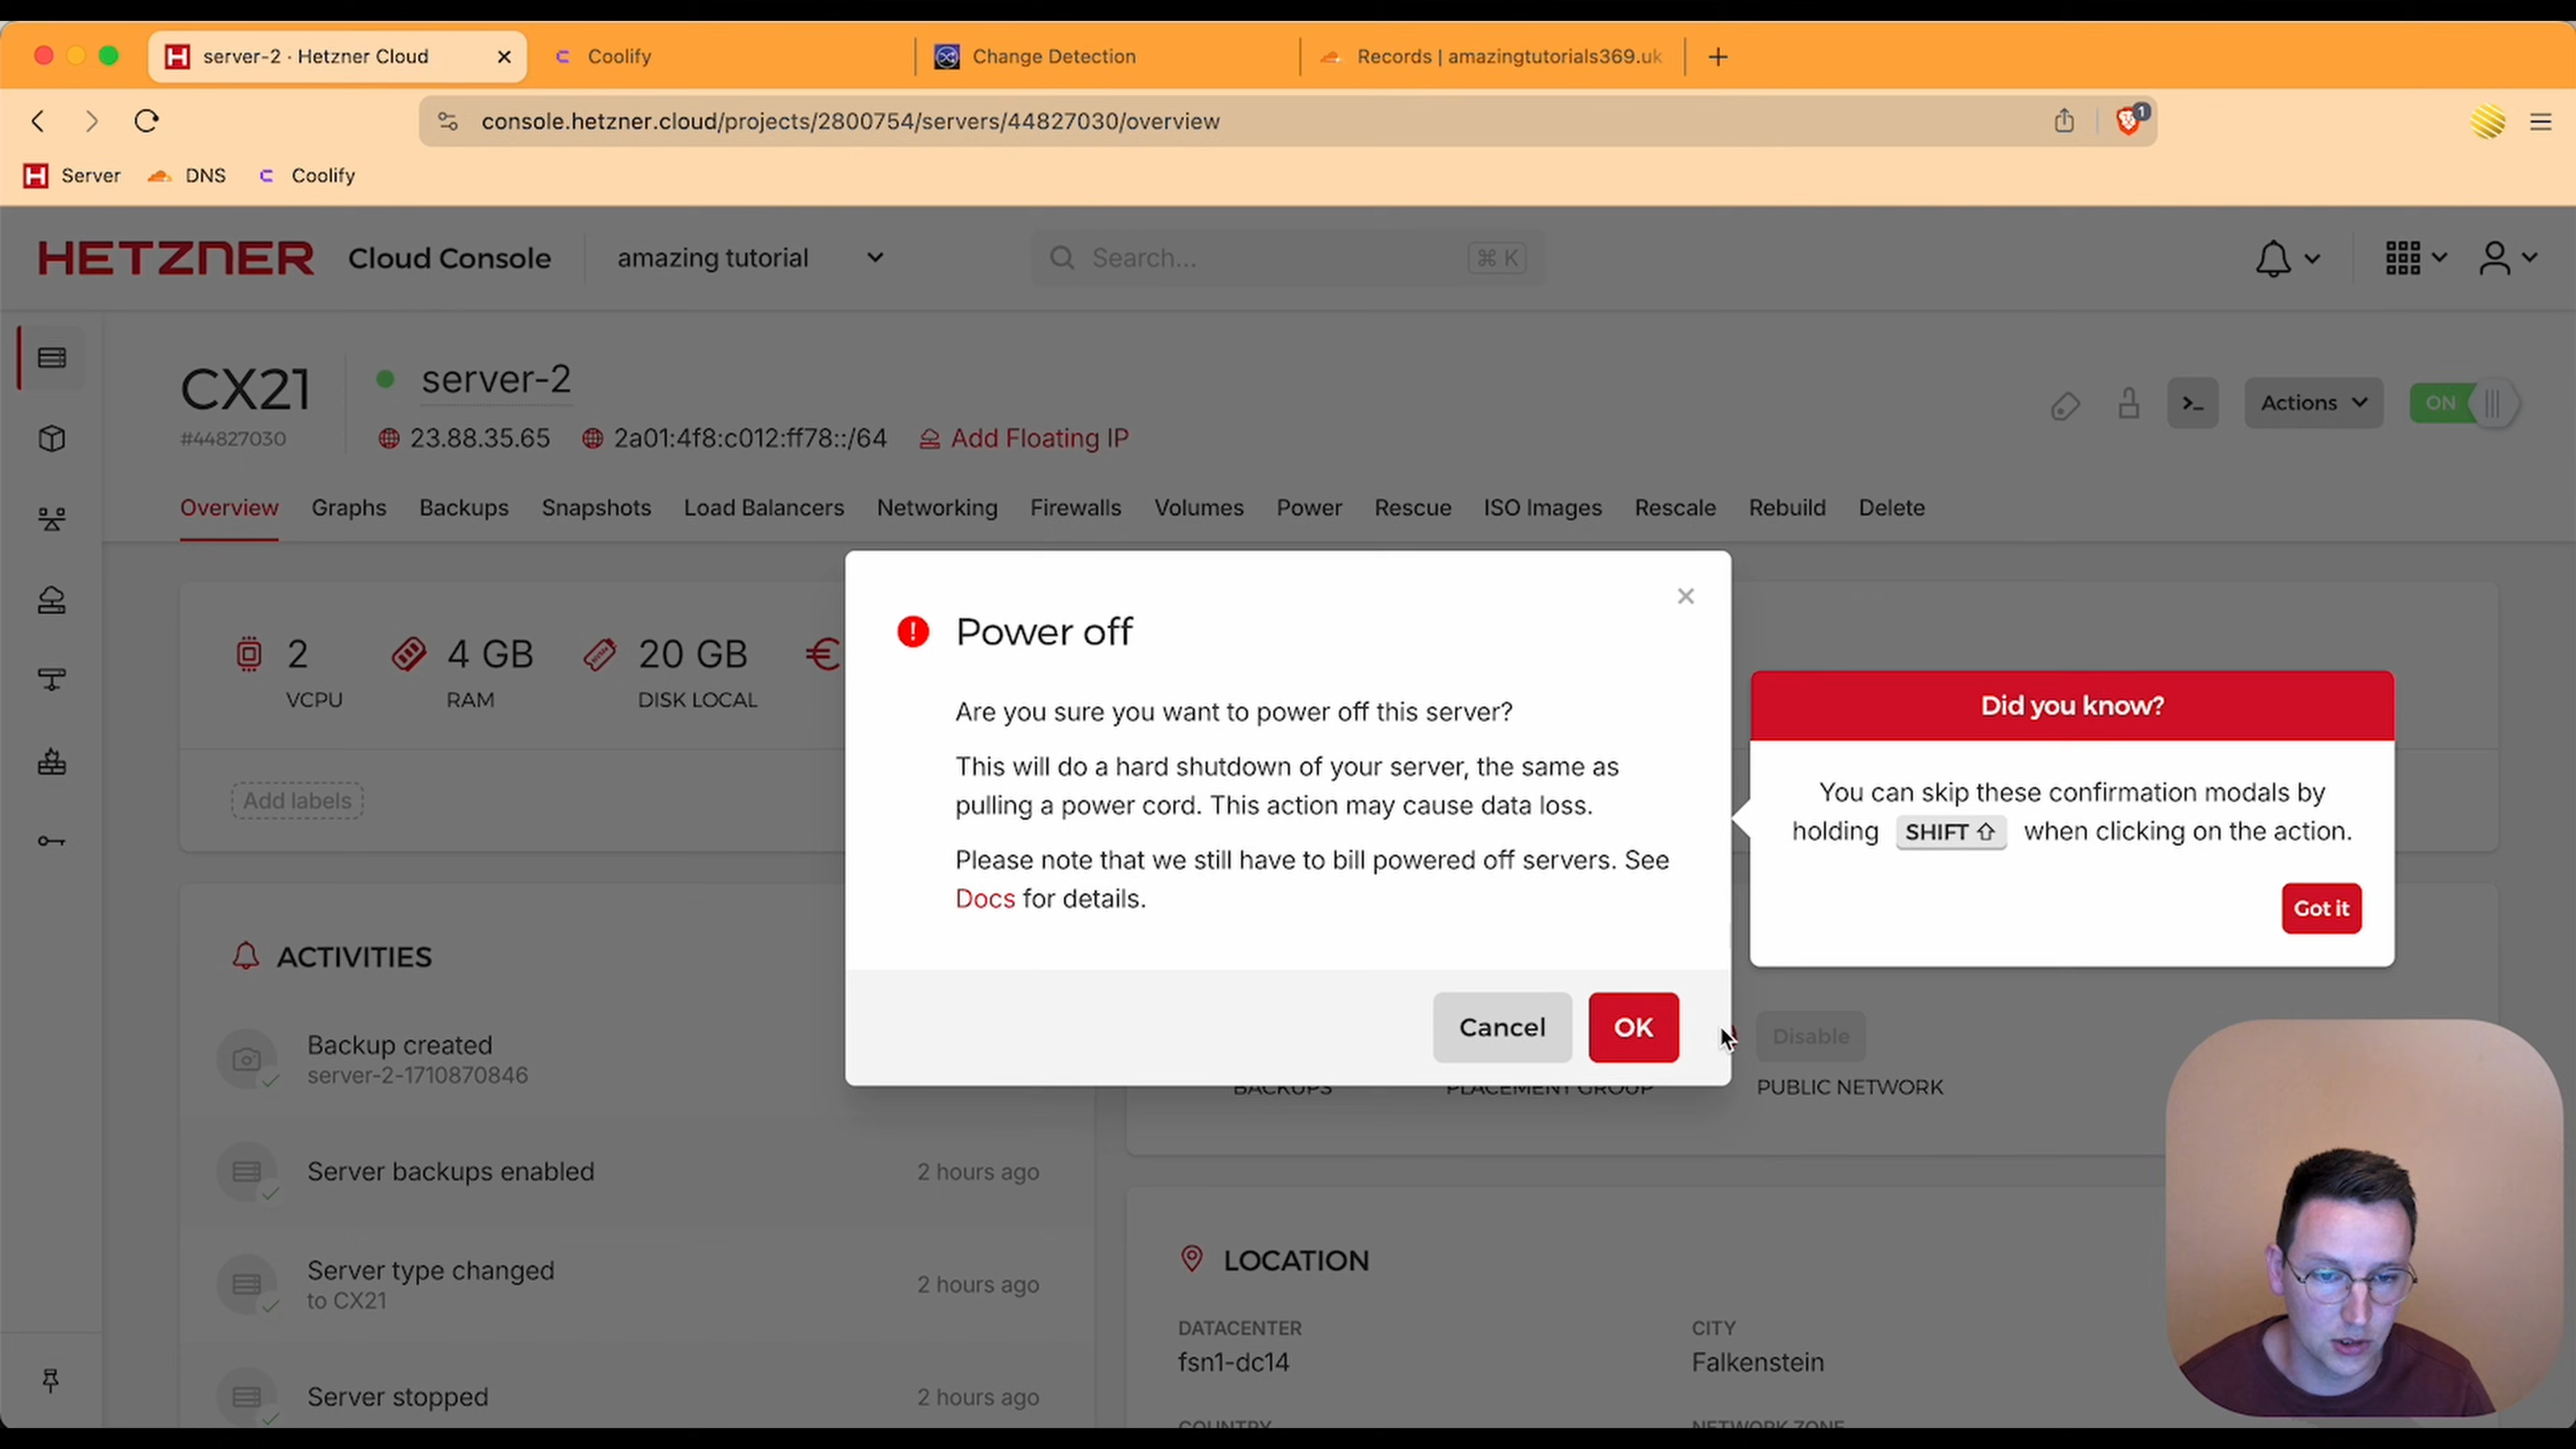 server-2 · Hetzner Cloud
Coolify
Change Detection
Records | amazingtutorials369.uk
console.hetzner.cloud/projects/2800754/servers/44827030/overview
1
Server
DNS
Coolify
HETZNER
Cloud Console
amazing tutorial
Search...
⌘ K
CX21
#44827030
server-2
23.88.35.65
2a01:4f8:c012:ff78::/64
Add Floating IP
>_
Actions
ON
Overview
Graphs
Backups
Snapshots
Load Balancers
Networking
Firewalls
Volumes
Power
Rescue
ISO Images
Rescale
Rebuild
Delete
2
VCPU
4 GB
RAM
20 GB
DISK LOCAL
€
Add labels
Power off
Are you sure you want to power off this server?
This will do a hard shutdown of your server, the same as
pulling a power cord. This action may cause data loss.
Please note that we still have to bill powered off servers. See
Docs for details.
Cancel
OK
Did you know?
You can skip these confirmation modals by
holding SHIFT ⇧ when clicking on the action.
Got it
ACTIVITIES
Backup created
server-2-1710870846
Server backups enabled
2 hours ago
Server type changed
to CX21
2 hours ago
Server stopped
2 hours ago
BACKUPS
PLACEMENT GROUP
Disable
PUBLIC NETWORK
LOCATION
DATACENTER
fsn1-dc14
CITY
Falkenstein
COUNTRY
NETWORK ZONE